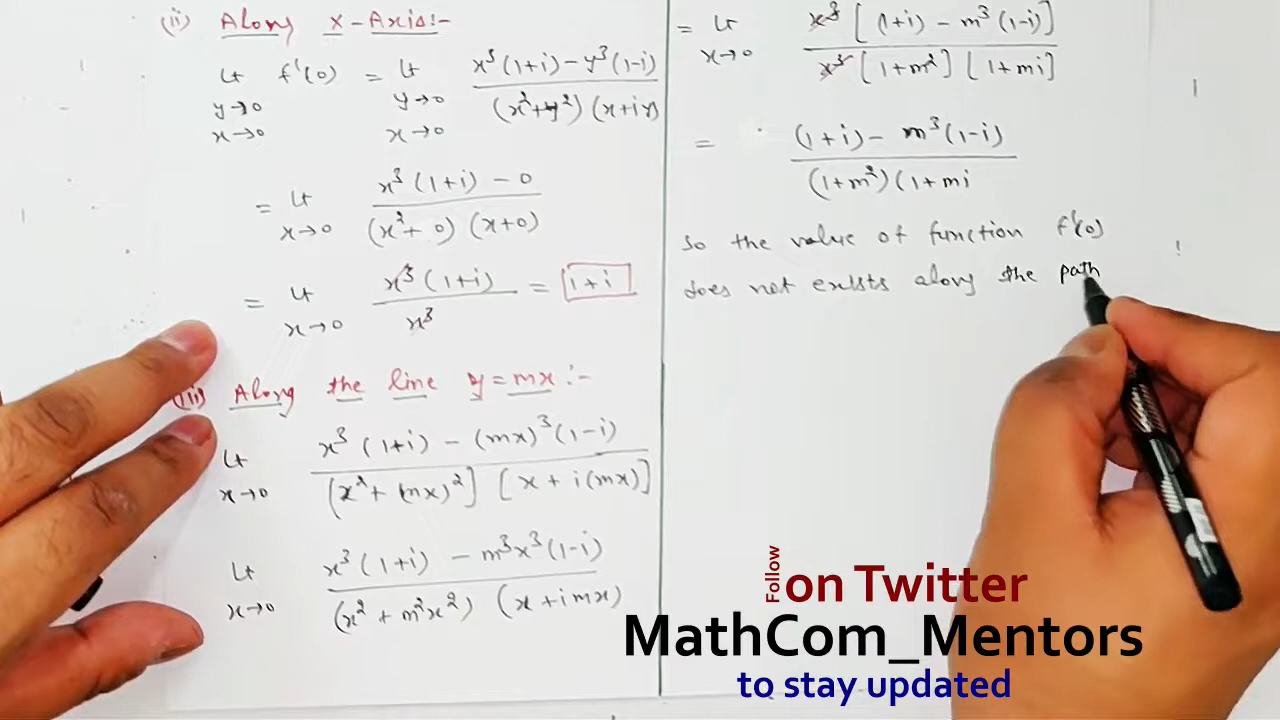 (ii) Along x-Axis:-
Lt f'(0) = Lt x³(1+i) - y³(1-i)
y→0 y→0 (x²+y²) (x+iy)
x→0 x→0
= Lt x³(1+i) - 0
x→0 (x²+ 0) (x+0)
= Lt x³(1+i) = 1+i
x→0 x³
(iii) Along the line y=mx:-
Lt x³(1+i) - (mx)³(1-i)
x→0 (x²+(mx)²] [x + i(mx)]
Lt x³(1+i) - m³x³(1-i)
x→0 (x² + m²x²) (x+imx)
= Lt x³[(1+i) - m³(1-i)]
x→0 x³[1+m²] [1+mi]
= (1+i) - m³(1-i)
(1+m²)(1+mi
So the value of function f'(0)
does not exists along the path
Follow
on Twitter
MathCom_Mentors
to stay updated